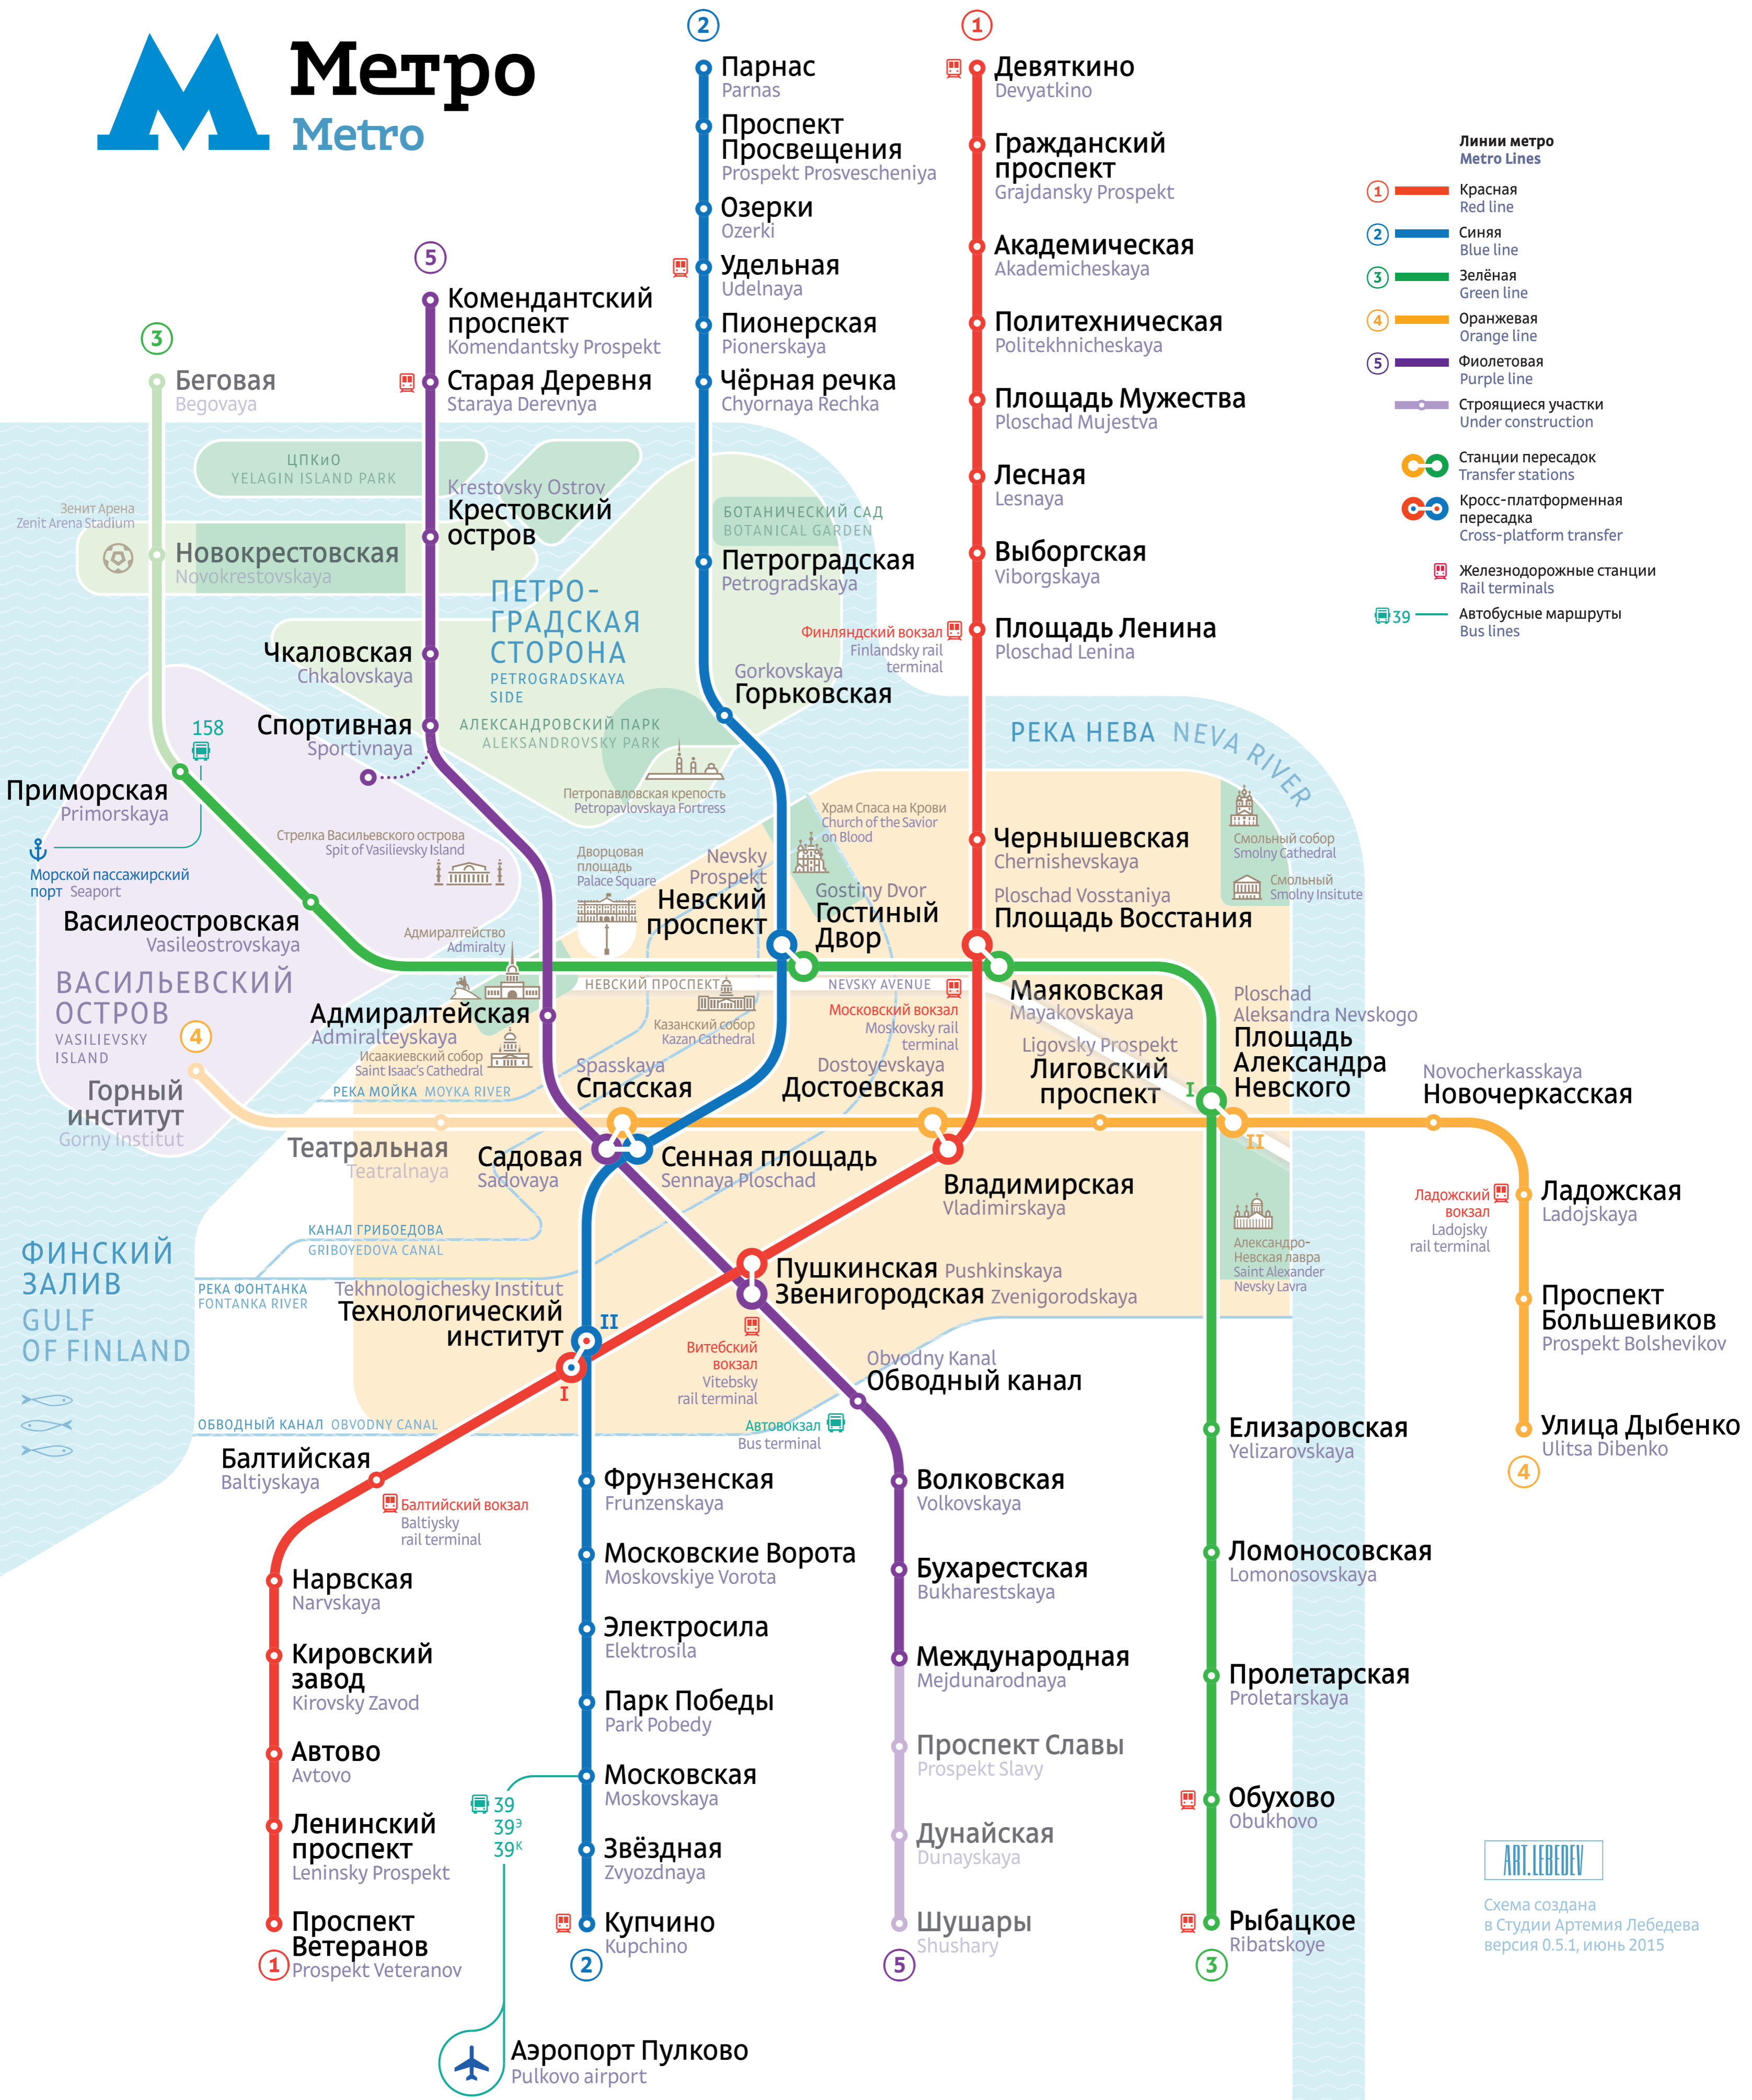 Метро
Metro
2
Парнас
Parnas
Проспект
Просвещения
Prospekt Prosvescheniya
Озерки
Ozerki
Удельная
Udelnaya
Пионерская
Pionerskaya
Чёрная речка
Chyornaya Rechka
БОТАНИЧЕСКИЙ САД
BOTANICAL GARDEN
Петроградская
Petrogradskaya
Gorkovskaya
Горьковская
1
Девяткино
Devyatkino
Гражданский
проспект
Grajdansky Prospekt
Академическая
Akademicheskaya
Политехническая
Politekhnicheskaya
Площадь Мужества
Ploschad Mujestva
Лесная
Lesnaya
Выборгская
Viborgskaya
Финляндский вокзал
Finlandsky rail
terminal
Площадь Ленина
Ploschad Lenina
Линии метро
Metro Lines
1
Красная
Red line
2
Синяя
Blue line
3
Зелёная
Green line
4
Оранжевая
Orange line
5
Фиолетовая
Purple line
Строящиеся участки
Under construction
Станции пересадок
Transfer stations
Кросс-платформенная
пересадка
Cross-platform transfer
Железнодорожные станции
Rail terminals
39
Автобусные маршруты
Bus lines
5
Комендантский
проспект
Komendantsky Prospekt
Старая Деревня
Staraya Derevnya
Krestovsky Ostrov
Крестовский
остров
ПЕТРО-
ГРАДСКАЯ
СТОРОНА
PETROGRADSKAYA
SIDE
Чкаловская
Chkalovskaya
Спортивная
Sportivnaya
АЛЕКСАНДРОВСКИЙ ПАРК
ALEKSANDROVSKY PARK
Петропавловская крепость
Petropavlovskaya Fortress
3
Беговая
Begovaya
ЦПКиО
YELAGIN ISLAND PARK
Зенит Арена
Zenit Arena Stadium
Новокрестовская
Novokrestovskaya
158
Приморская
Primorskaya
Морской пассажирский
порт Seaport
Стрелка Васильевского острова
Spit of Vasilievsky Island
Василеостровская
Vasileostrovskaya
ВАСИЛЬЕВСКИЙ
ОСТРОВ
VASILIEVSKY
ISLAND
4
Горный
институт
Gorny Institut
Театральная
Teatralnaya
РЕКА НЕВА NEVA RIVER
Храм Спаса на Крови
Church of the Savior
on Blood
Дворцовая
площадь
Palace Square
Nevsky
Prospekt
Невский
проспект
Gostiny Dvor
Гостиный
Двор
Чернышевская
Chernishevskaya
Ploschad Vosstaniya
Площадь Восстания
Смольный собор
Smolny Cathedral
Смольный
Smolny Insitute
Адмиралтейство
Admiralty
НЕВСКИЙ ПРОСПЕКТ
NEVSKY AVENUE
Адмиралтейская
Admiralteyskaya
Исаакиевский собор
Saint Isaac's Cathedral
Казанский собор
Kazan Cathedral
Московский вокзал
Moskovsky rail
terminal
Маяковская
Mayakovskaya
РЕКА МОЙКА MOYKA RIVER
Spasskaya
Спасская
Dostoyevskaya
Достоевская
Ligovsky Prospekt
Лиговский
проспект
Ploschad
Aleksandra Nevskogo
Площадь
Александра
Невского
I
II
Novocherkasskaya
Новочеркасская
Садовая
Sadovaya
Сенная площадь
Sennaya Ploschad
Владимирская
Vladimirskaya
Ладожский
вокзал
Ladojsky
rail terminal
Ладожская
Ladojskaya
Александро-
Невская лавра
Saint Alexander
Nevsky Lavra
Проспект
Большевиков
Prospekt Bolshevikov
Улица Дыбенко
Ulitsa Dibenko
4
КАНАЛ ГРИБОЕДОВА
GRIBOYEDOVA CANAL
ФИНСКИЙ
ЗАЛИВ
GULF
OF FINLAND
РЕКА ФОНТАНКА
FONTANKA RIVER
Tekhnologichesky Institut
Технологический
институт
II
I
Пушкинская Pushkinskaya
Звенигородская Zvenigorodskaya
Витебский
вокзал
Vitebsky
rail terminal
Obvodny Kanal
Обводный канал
Автовокзал
Bus terminal
ОБВОДНЫЙ КАНАЛ OBVODNY CANAL
Балтийская
Baltiyskaya
Балтийский вокзал
Baltiysky
rail terminal
Нарвская
Narvskaya
Кировский
завод
Kirovsky Zavod
Автово
Avtovo
Ленинский
проспект
Leninsky Prospekt
Проспект
Ветеранов
Prospekt Veteranov
1
Фрунзенская
Frunzenskaya
Московские Ворота
Moskovskiye Vorota
Электросила
Elektrosila
Парк Победы
Park Pobedy
Московская
Moskovskaya
39
39Э
39К
Звёздная
Zvyozdnaya
Купчино
Kupchino
2
Аэропорт Пулково
Pulkovo airport
Волковская
Volkovskaya
Бухарестская
Bukharestskaya
Международная
Mejdunarodnaya
Проспект Славы
Prospekt Slavy
Дунайская
Dunayskaya
Шушары
Shushary
5
Елизаровская
Yelizarovskaya
Ломоносовская
Lomonosovskaya
Пролетарская
Proletarskaya
Обухово
Obukhovo
Рыбацкое
Ribatskoye
3
ART.LEBEDEV
Схема создана
в Студии Артемия Лебедева
версия 0.5.1, июнь 2015